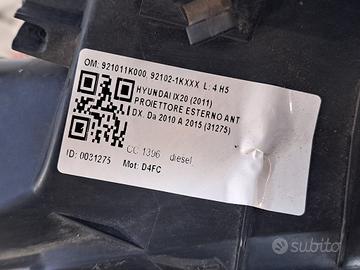 OM: 921011K000, 92102-1KXXX L: 4 H5
HYUNDAI IX20 (2011)
PROIETTORE ESTERNO ANT
DX. Da 2010 A 2015 (31275)
CC 1396 diesel
ID: 0031275
Mot: D4FC
subito